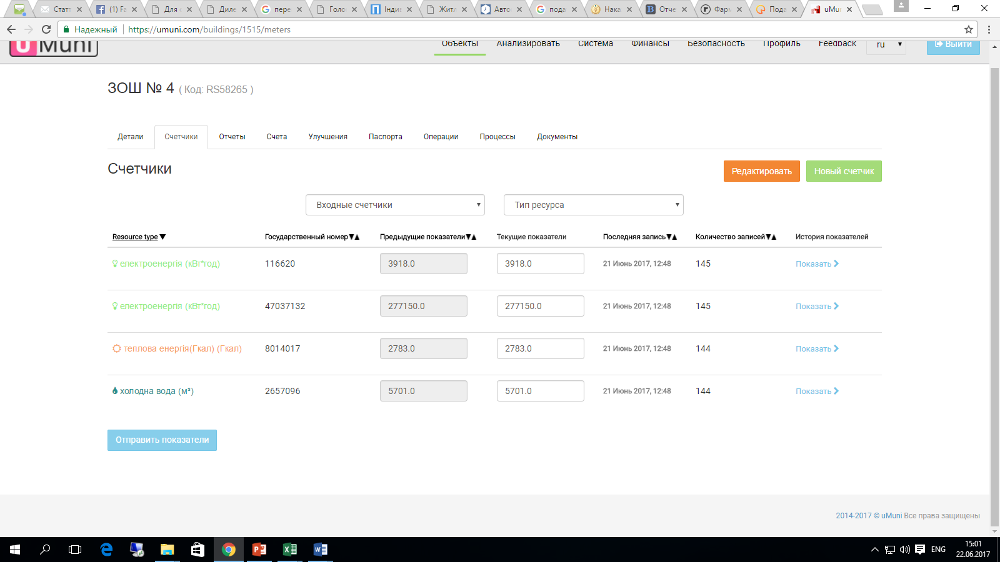 Стат
(1) Fa
Для
Диле
пере
Голо
Індив
Житл
Авто
пода
Нака
Отче
Фар
Пода
uMu
Надежный https://umuni.com/buildings/1515/meters
uMuni
Объекты Анализировать Система Финансы Безопасность Профиль Feedback ru Выйти
ЗОШ № 4 ( Код: RS58265 )
Детали Счетчики Отчеты Счета Улучшения Паспорта Операции Процессы Документы
Счетчики
Редактировать Новый счетчик
Входные счетчики Тип ресурса
Resource type Государственный номер Предыдущие показатели Текущие показатели Последняя запись Количество записей История показателей
електроенергія (кВт*год) 116620 3918.0 3918.0 21 Июнь 2017, 12:48 145 Показать
електроенергія (кВт*год) 47037132 277150.0 277150.0 21 Июнь 2017, 12:48 145 Показать
теплова енергія(Гкал) (Гкал) 8014017 2783.0 2783.0 21 Июнь 2017, 12:48 144 Показать
холодна вода (м³) 2657096 5701.0 5701.0 21 Июнь 2017, 12:48 144 Показать
Отправить показатели
2014-2017 © uMuni Все права защищены
ENG 15:01
22.06.2017